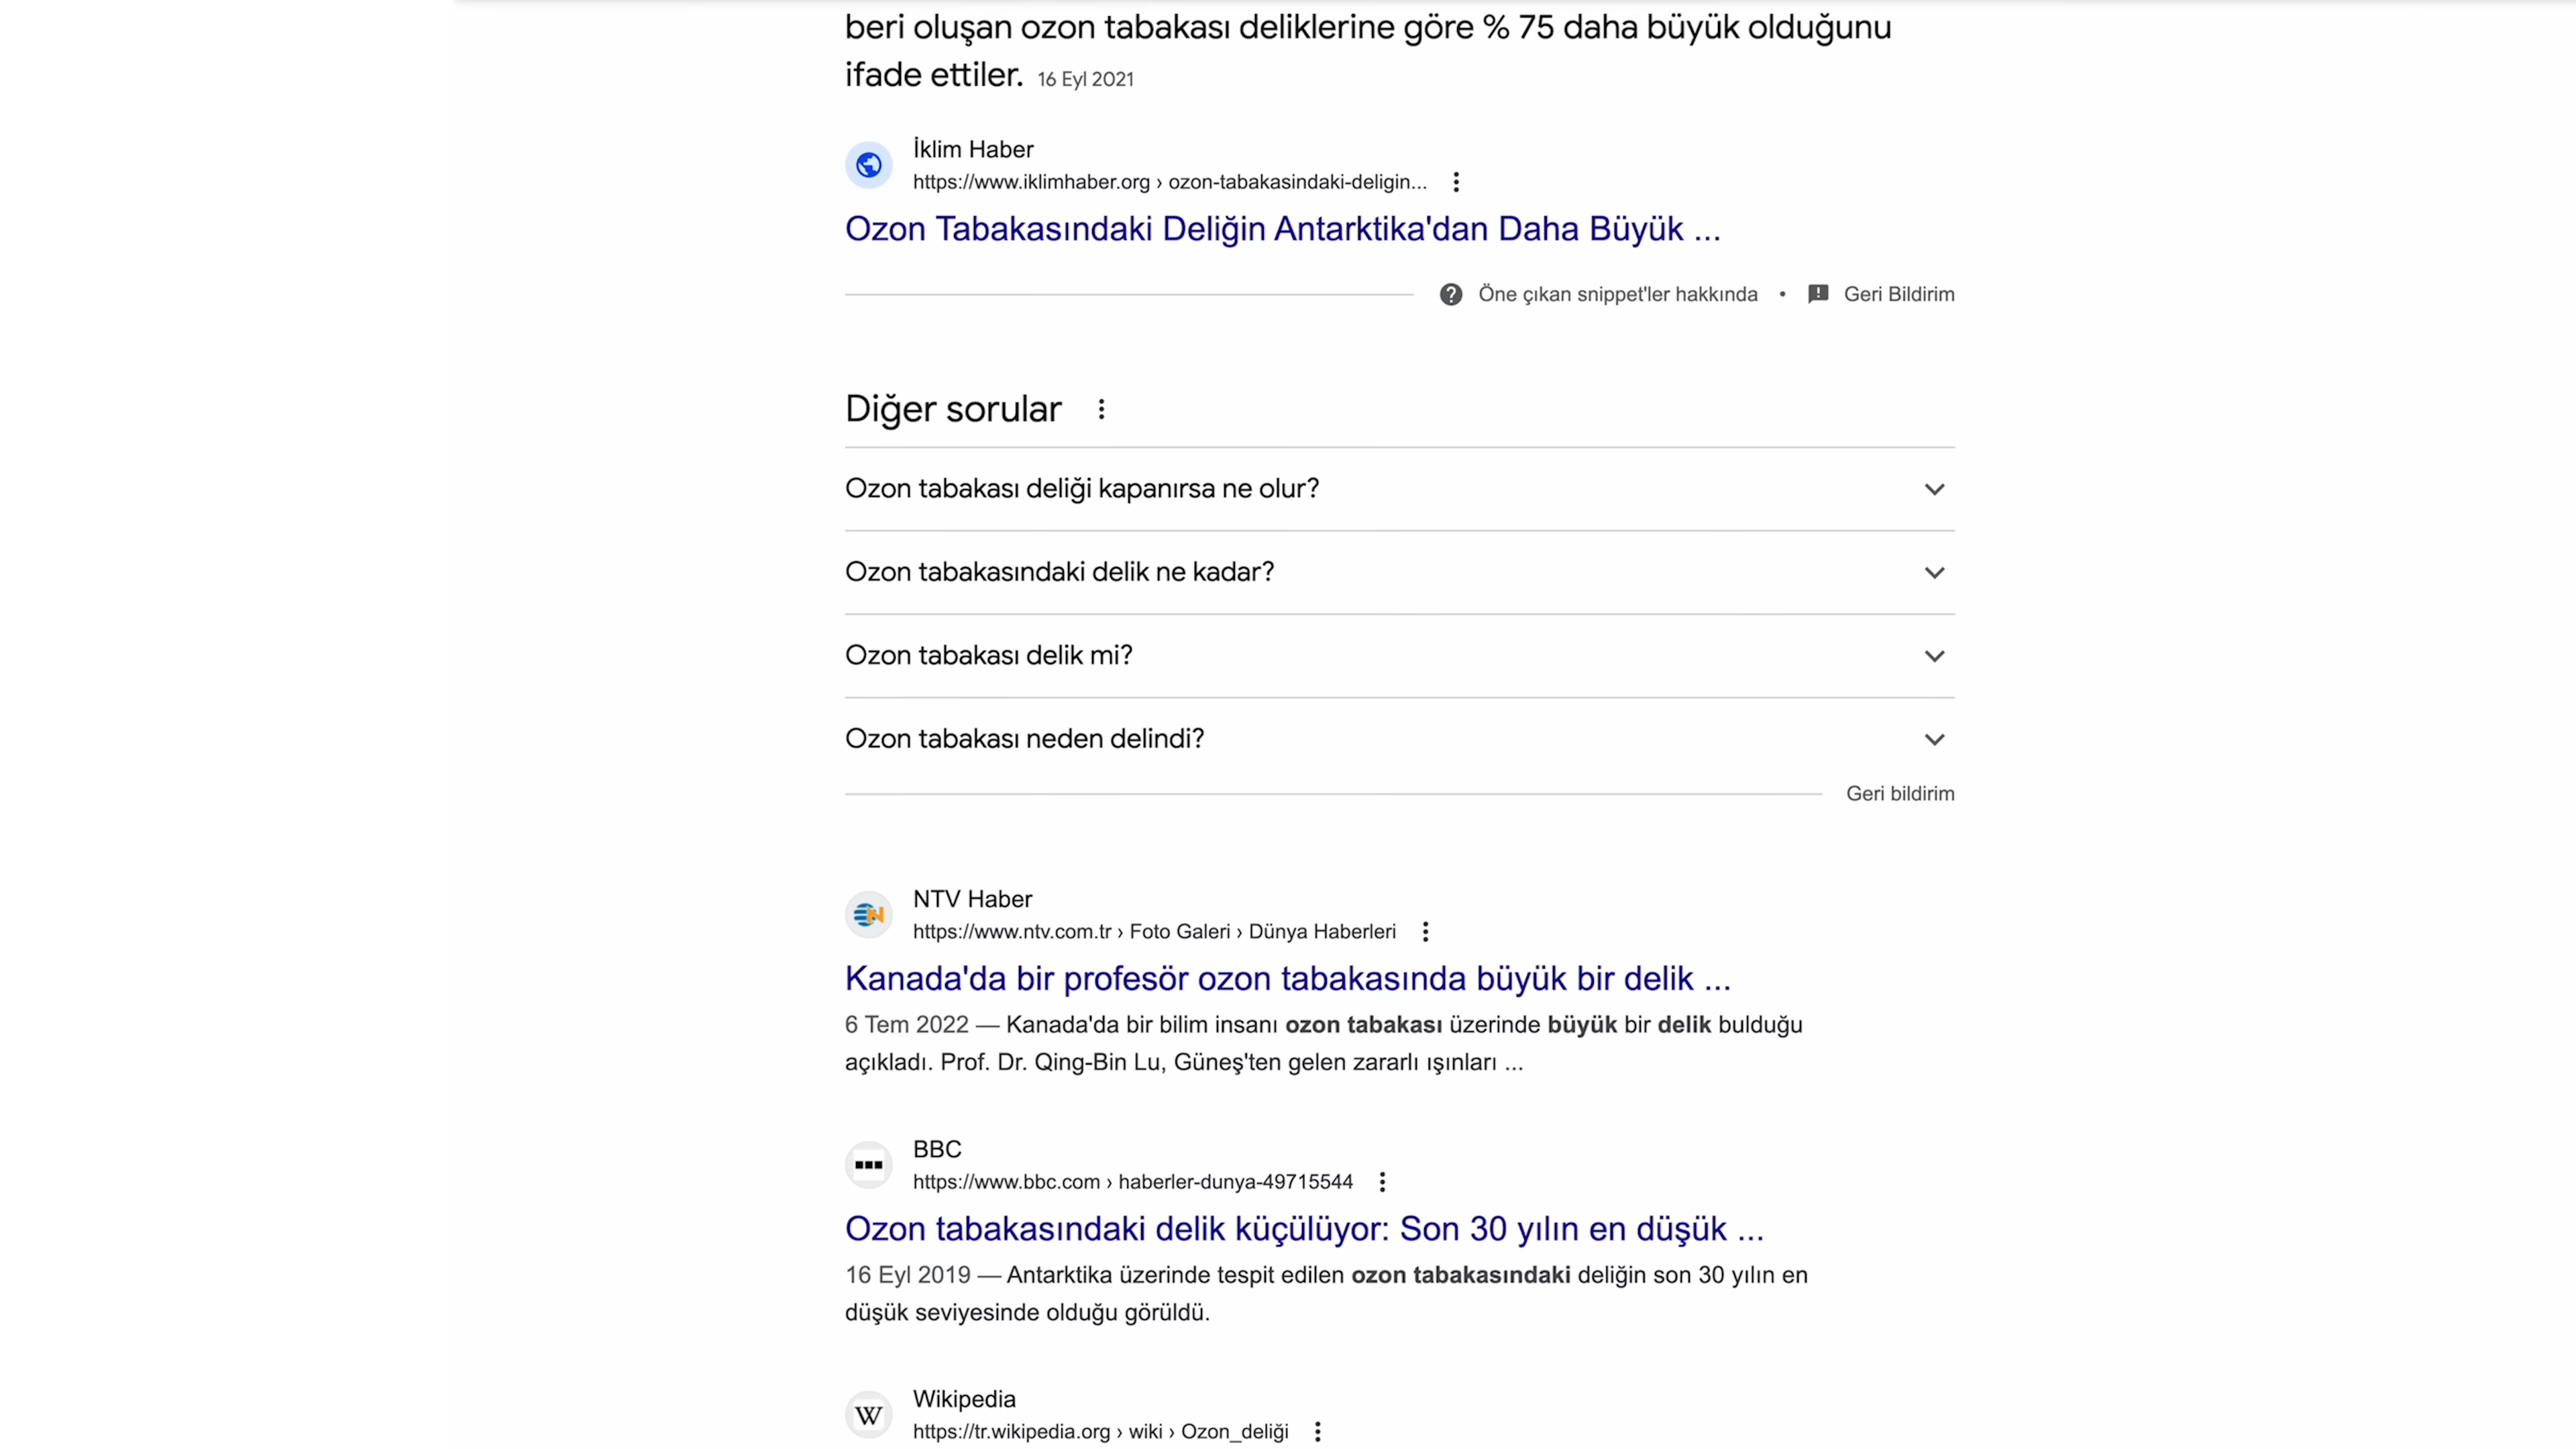 beri oluşan ozon tabakası deliklerine göre % 75 daha büyük olduğunu
ifade ettiler. 16 Eyl 2021
İklim Haber
https://www.iklimhaber.org › ozon-tabakasindaki-deligin...
Ozon Tabakasındaki Deliğin Antarktika'dan Daha Büyük ...
Öne çıkan snippet'ler hakkında • Geri Bildirim
Diğer sorular
Ozon tabakası deliği kapanırsa ne olur?
Ozon tabakasındaki delik ne kadar?
Ozon tabakası delik mi?
Ozon tabakası neden delindi?
Geri bildirim
NTV Haber
https://www.ntv.com.tr › Foto Galeri › Dünya Haberleri
Kanada'da bir profesör ozon tabakasında büyük bir delik ...
6 Tem 2022 — Kanada'da bir bilim insanı ozon tabakası üzerinde büyük bir delik bulduğu
açıkladı. Prof. Dr. Qing-Bin Lu, Güneş'ten gelen zararlı ışınları ...
BBC
https://www.bbc.com › haberler-dunya-49715544
Ozon tabakasındaki delik küçülüyor: Son 30 yılın en düşük ...
16 Eyl 2019 — Antarktika üzerinde tespit edilen ozon tabakasındaki deliğin son 30 yılın en
düşük seviyesinde olduğu görüldü.
W
Wikipedia
https://tr.wikipedia.org › wiki › Ozon_deliği